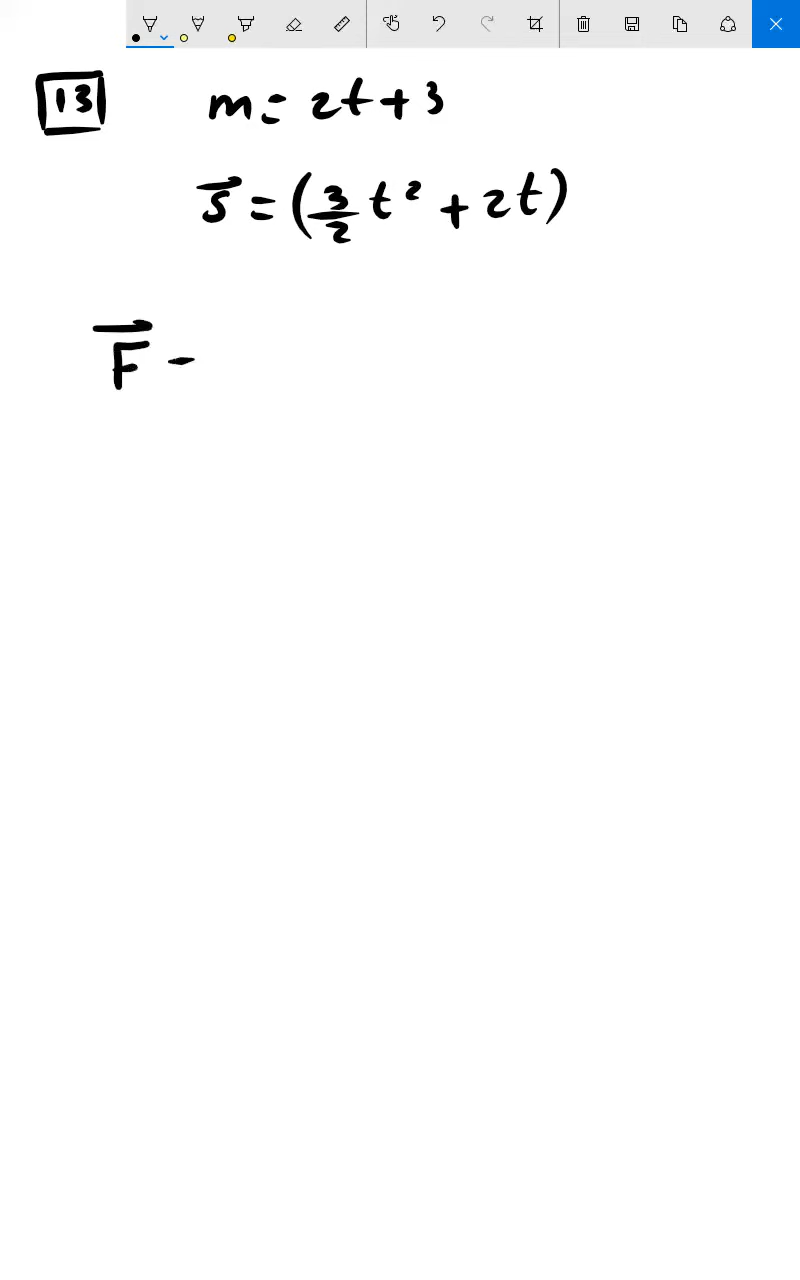 13 m = 2t + 3
s⃗ = (3/2 t² + 2t)
F⃗ -